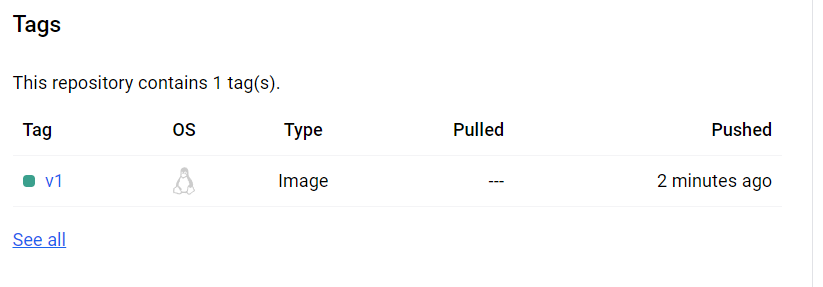 Tags
This repository contains 1 tag(s).
Tag OS Type Pulled Pushed
v1 Image --- 2 minutes ago
See all